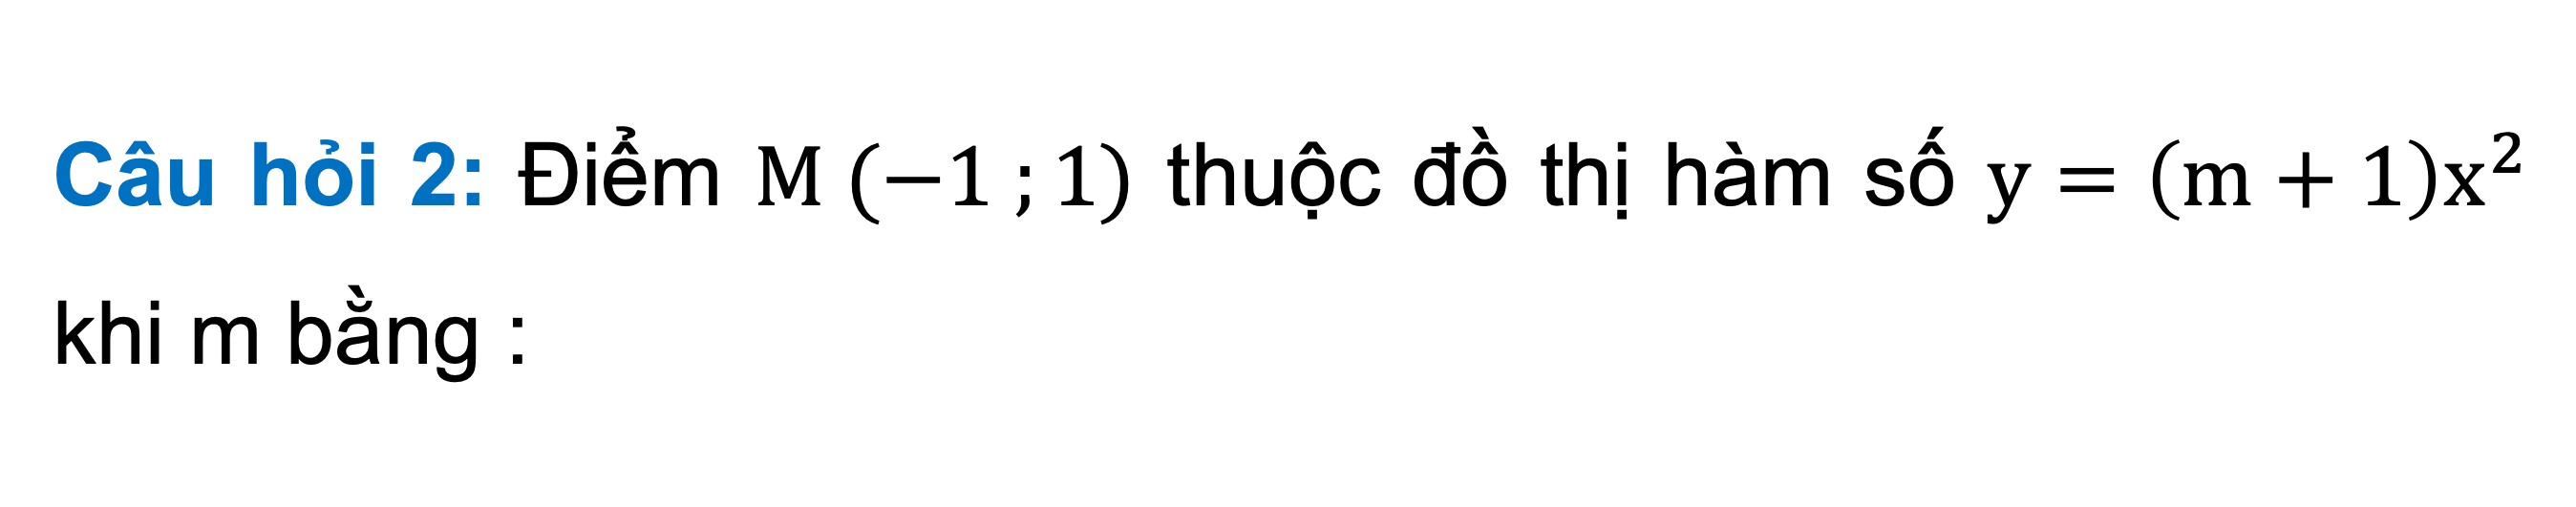 Câu hỏi 2: Điểm M (−1 ; 1) thuộc đồ thị hàm số y = (m + 1)x²
khi m bằng :